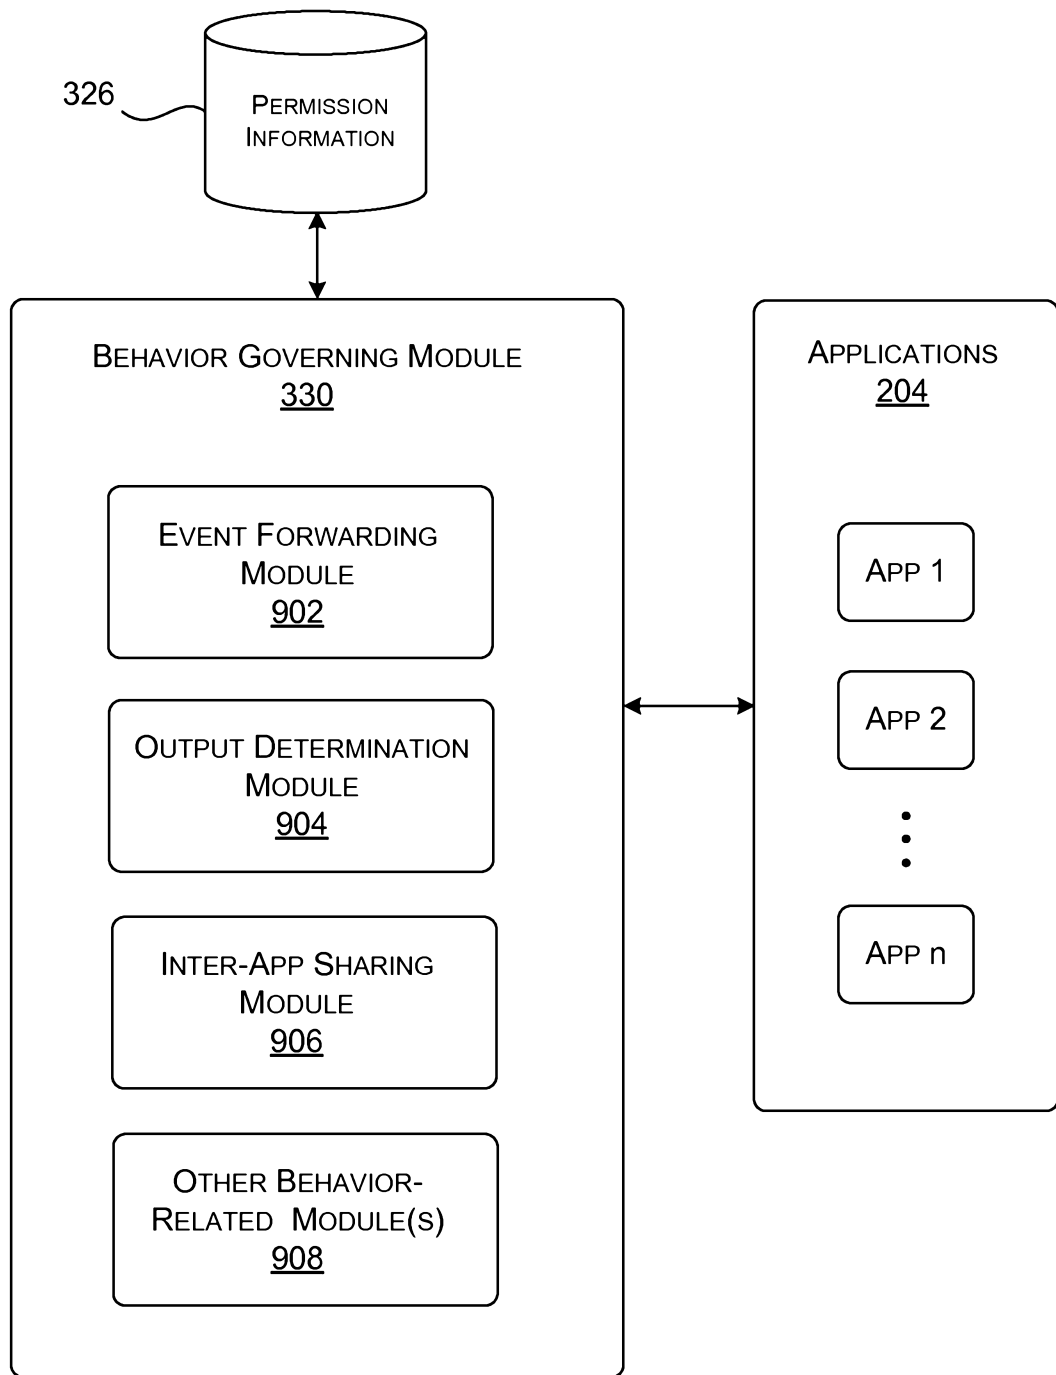 326
PERMISSION
INFORMATION
BEHAVIOR GOVERNING MODULE
330
EVENT FORWARDING
MODULE
902
OUTPUT DETERMINATION
MODULE
904
INTER-APP SHARING
MODULE
906
OTHER BEHAVIOR-
RELATED MODULE(S)
908
APPLICATIONS
204
APP 1
APP 2
APP n